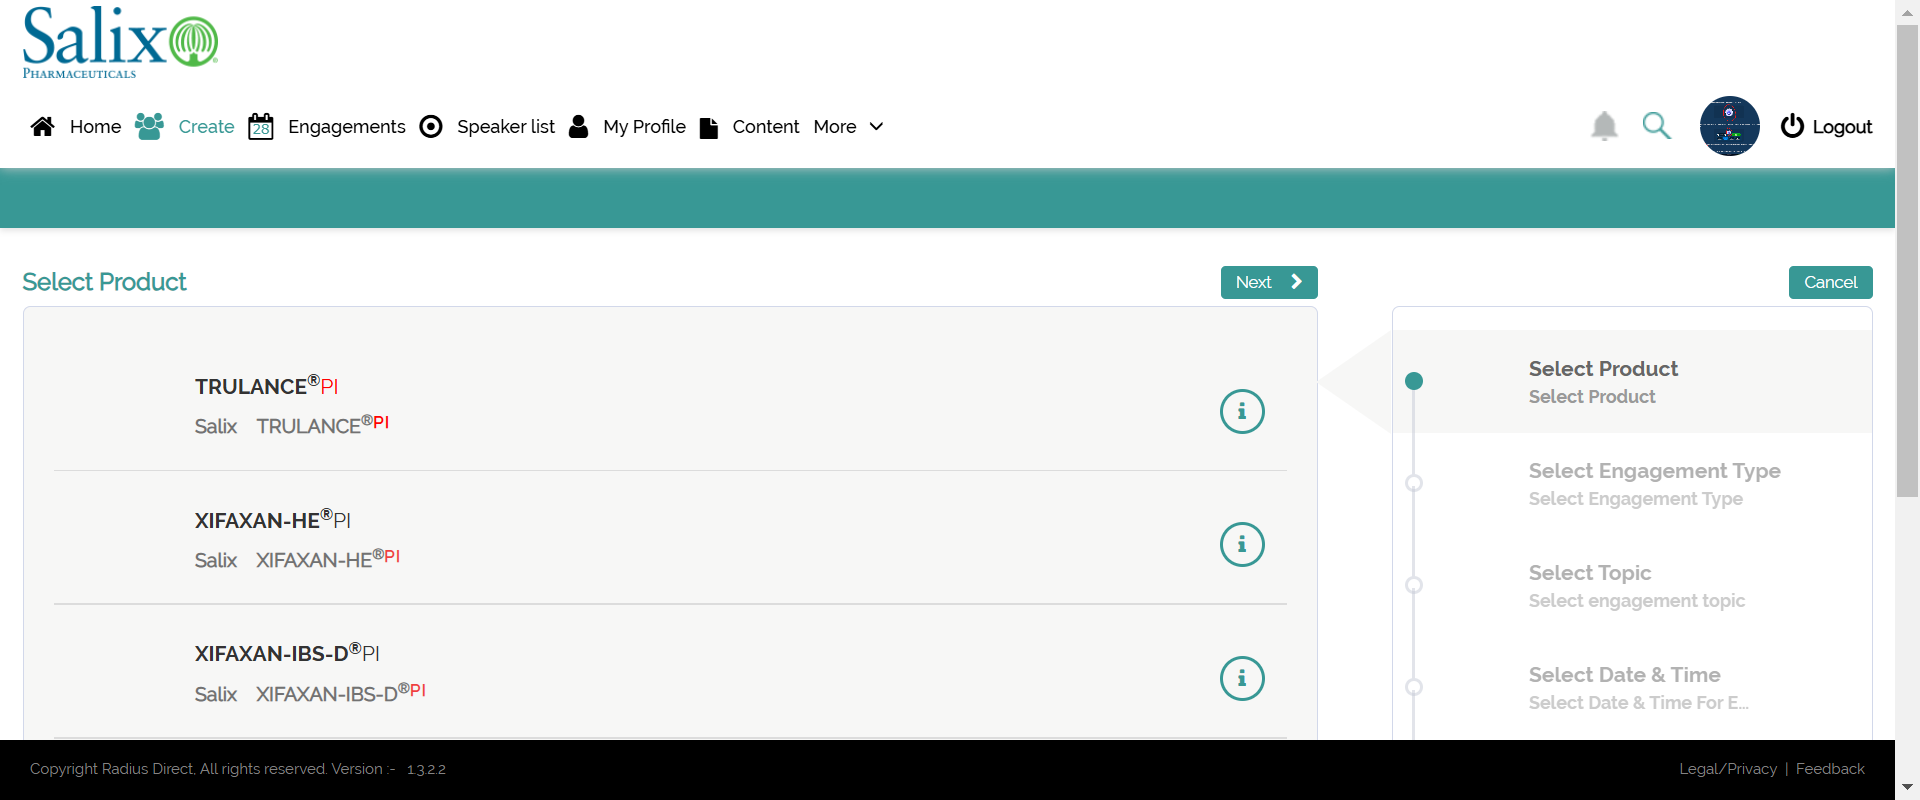 Salix
PHARMACEUTICALS
Home Create 28 Engagements Speaker list My Profile Content More Logout
Select Product Next Cancel
TRULANCE®PI
Salix TRULANCE®PI
XIFAXAN-HE®PI
Salix XIFAXAN-HE®PI
XIFAXAN-IBS-D®PI
Salix XIFAXAN-IBS-D®PI
Select Product
Select Product
Select Engagement Type
Select Engagement Type
Select Topic
Select engagement topic
Select Date & Time
Select Date & Time For E...
Copyright Radius Direct, All rights reserved. Version :- 1.3.2.2 Legal/Privacy | Feedback